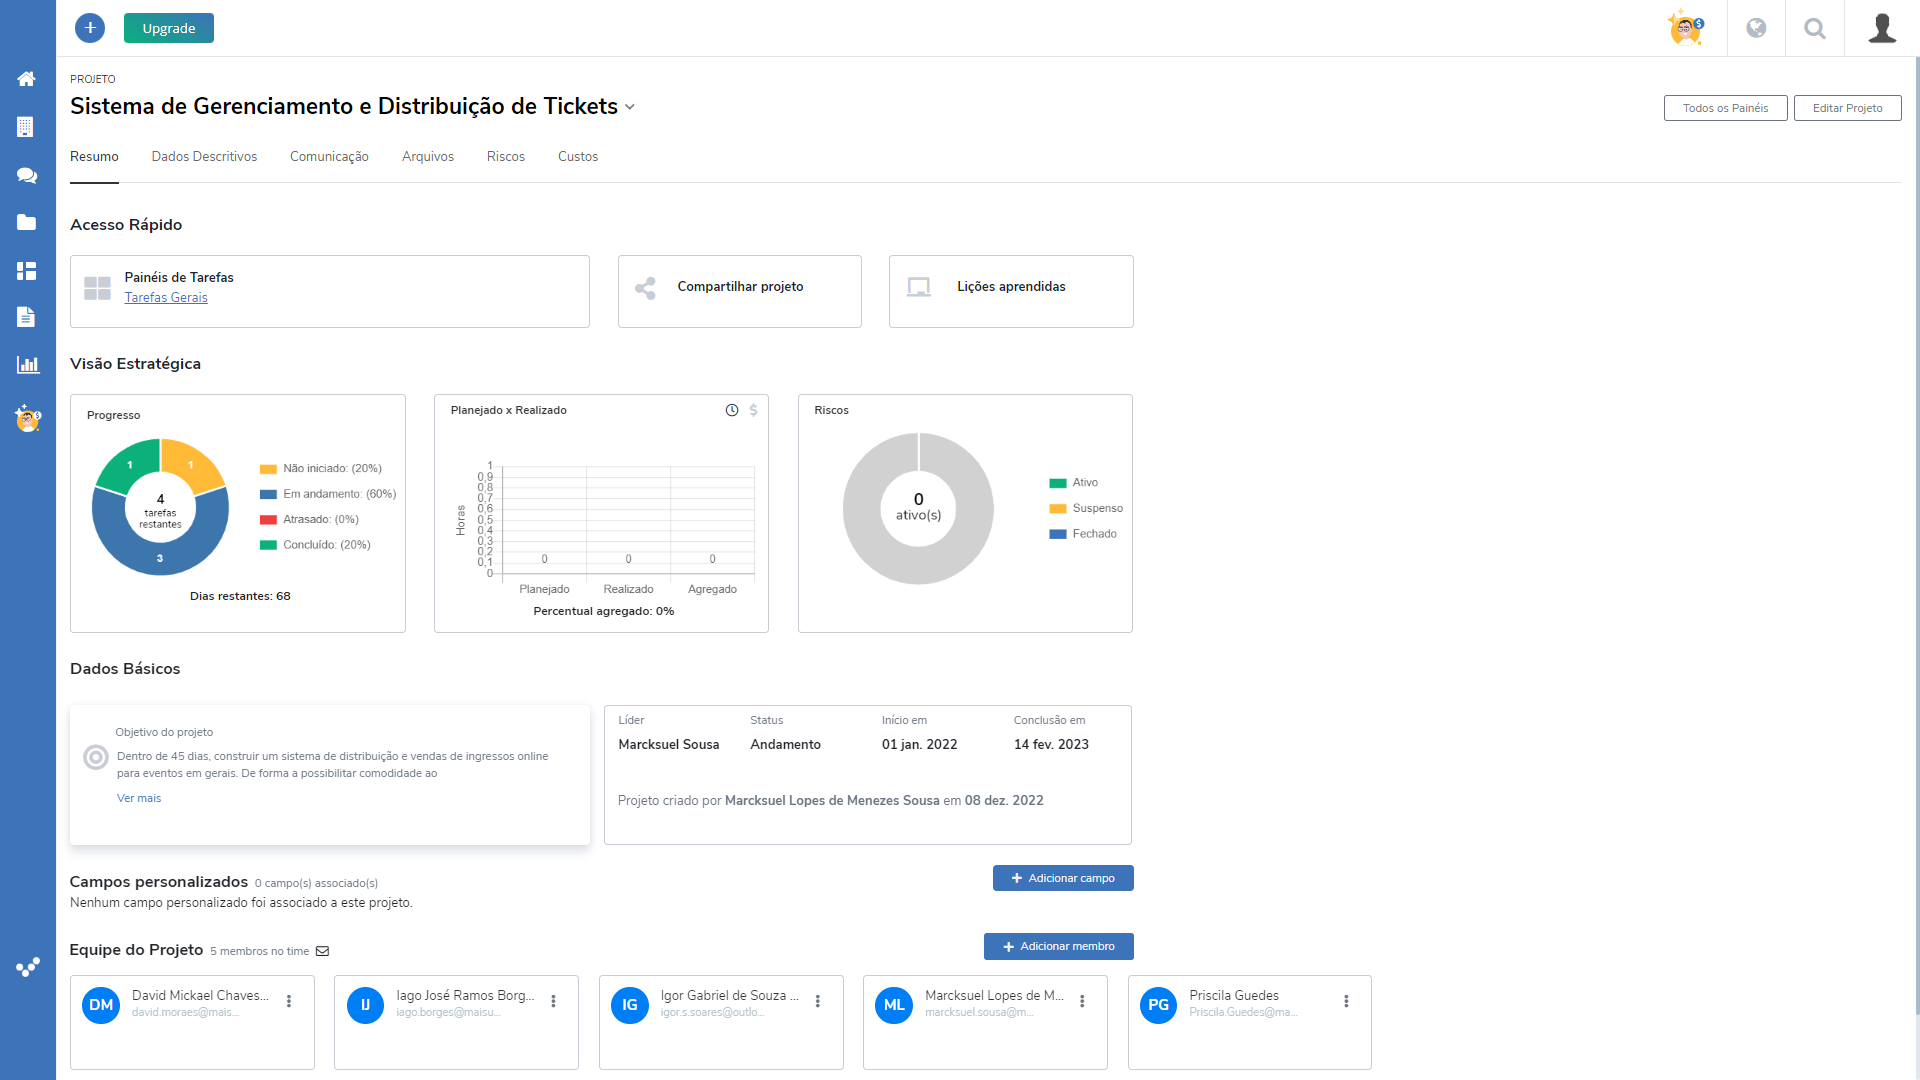 +
Upgrade
$
PROJETO
Sistema de Gerenciamento e Distribuição de Tickets
Todos os Painéis
Editar Projeto
Resumo
Dados Descritivos
Comunicação
Arquivos
Riscos
Custos
Acesso Rápido
Painéis de Tarefas
Tarefas Gerais
Compartilhar projeto
Lições aprendidas
Visão Estratégica
Progresso
1
1
3
4
tarefas
restantes
Não iniciado: (20%)
Em andamento: (60%)
Atrasado: (0%)
Concluído: (20%)
Dias restantes: 68
Planejado x Realizado
$
Horas
1
0,9
0,8
0,7
0,6
0,5
0,4
0,3
0,2
0,1
0
0
0
0
Planejado
Realizado
Agregado
Percentual agregado: 0%
Riscos
0
ativo(s)
Ativo
Suspenso
Fechado
Dados Básicos
Objetivo do projeto
Dentro de 45 dias, construir um sistema de distribuição e vendas de ingressos online
para eventos em gerais. De forma a possibilitar comodidade ao
Ver mais
Líder
Marcksuel Sousa
Status
Andamento
Início em
01 jan. 2022
Conclusão em
14 fev. 2023
Projeto criado por Marcksuel Lopes de Menezes Sousa em 08 dez. 2022
Campos personalizados 0 campo(s) associado(s)
+ Adicionar campo
Nenhum campo personalizado foi associado a este projeto.
Equipe do Projeto 5 membros no time
+ Adicionar membro
DM
David Mickael Chaves...
david.moraes@mais...
IJ
Iago José Ramos Borg...
iago.borges@maisu...
IG
Igor Gabriel de Souza ...
igor.s.soares@outlo...
ML
Marcksuel Lopes de M...
marcksuel.sousa@m...
PG
Priscila Guedes
Priscila.Guedes@ma...